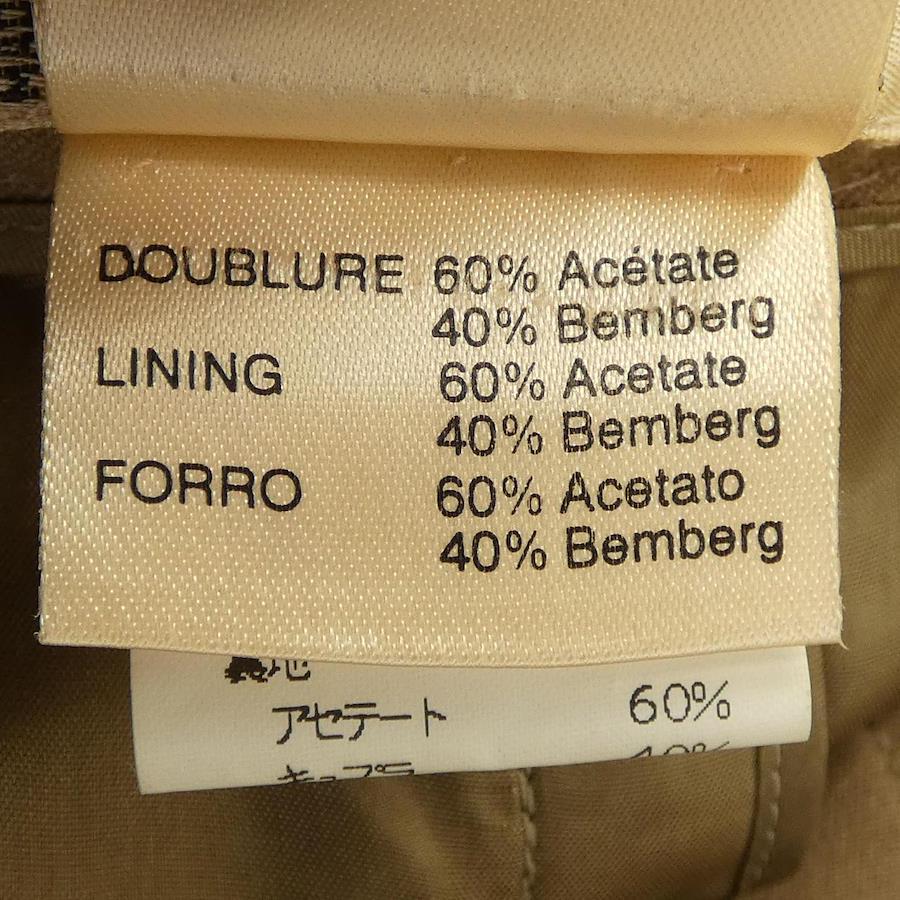 DOUBLURE 60% Acétate
40% Bemberg
LINING 60% Acetate
40% Bemberg
FORRO 60% Acetato
40% Bemberg
アセテート 60%